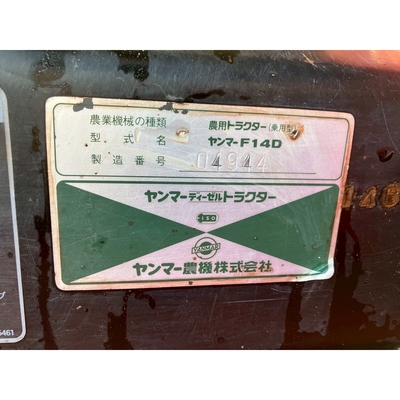 農業機械の種類 農用トラクター(乗用型)
型式名 ヤンマーF14D
製造番号 04944
ヤンマーディーゼルトラクター
iso
YANMAR
ヤンマー農機株式会社
5461